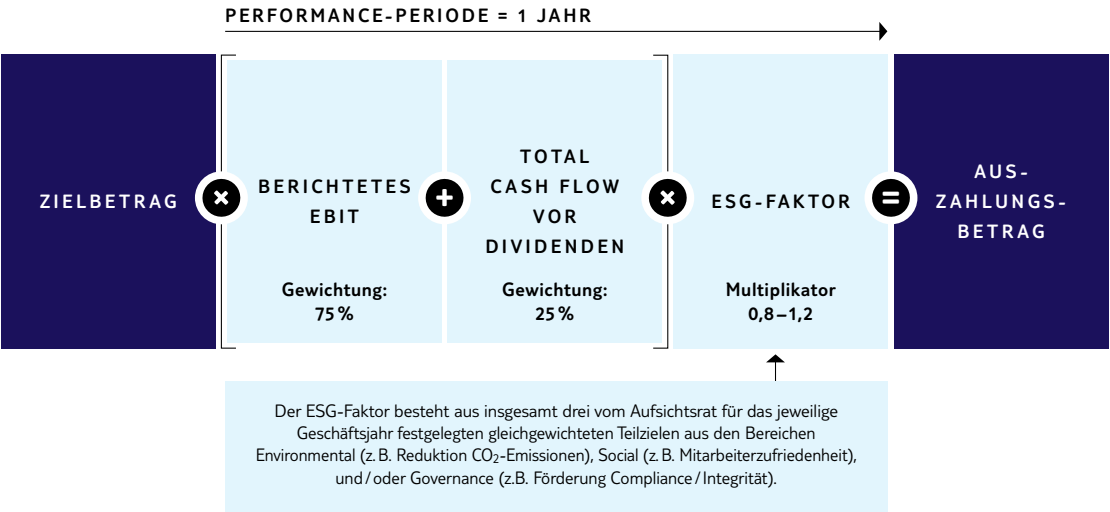 PERFORMANCE-PERIODE = 1 JAHR
ZIELBETRAG
×
BERICHTETES
EBIT
Gewichtung:
75 %
+
TOTAL
CASH FLOW
VOR
DIVIDENDEN
Gewichtung:
25 %
×
ESG-FAKTOR
Multiplikator
0,8–1,2
=
AUS-
ZAHLUNGS-
BETRAG
Der ESG-Faktor besteht aus insgesamt drei vom Aufsichtsrat für das jeweilige
Geschäftsjahr festgelegten gleichgewichteten Teilzielen aus den Bereichen
Environmental (z. B. Reduktion CO₂-Emissionen), Social (z. B. Mitarbeiterzufriedenheit),
und / oder Governance (z.B. Förderung Compliance / Integrität).